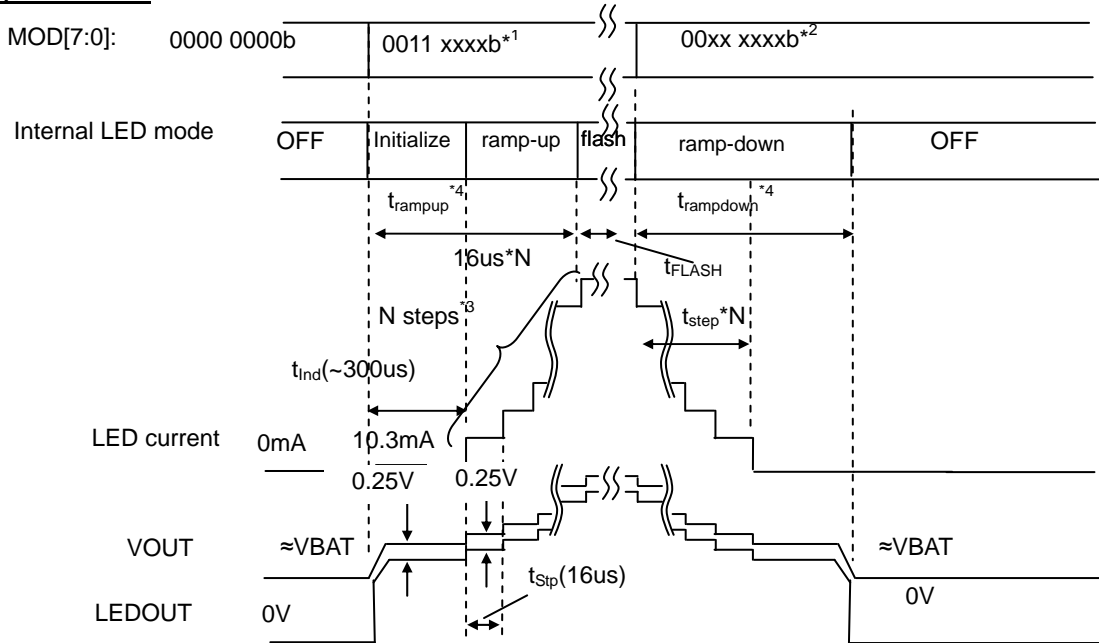 MOD[7:0]: 0000 0000b 0011 xxxxb*1 00xx xxxxb*2
Internal LED mode OFF Initialize ramp-up flash ramp-down OFF
trampup*4 trampdown*4
16us*N tFLASH
N steps*3 tstep*N
tInd(~300us)
LED current 0mA 10.3mA
0.25V 0.25V
VOUT ≈VBAT ≈VBAT
tStp(16us)
LEDOUT 0V 0V